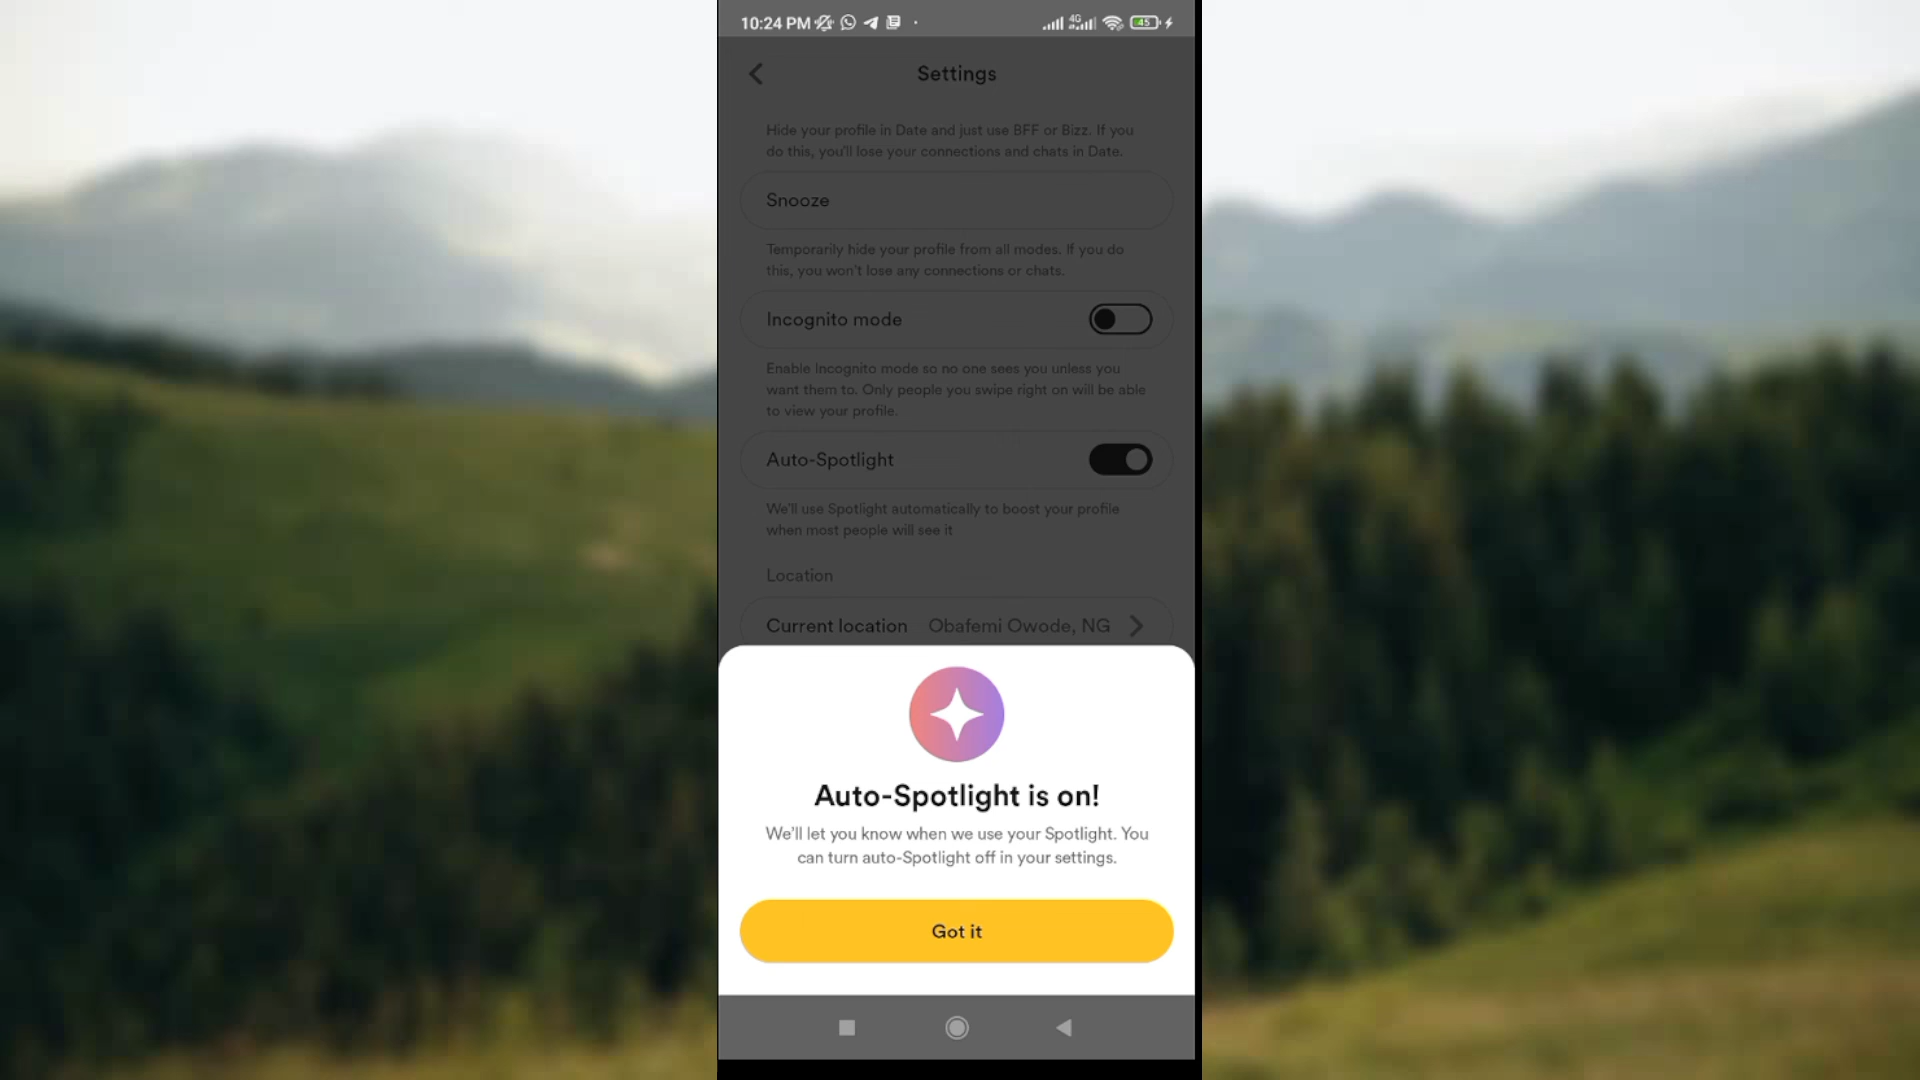 10:24 PM
4G
45
Settings
Hide your profile in Date and just use BFF or Bizz. If you
do this, you'll lose your connections and chats in Date.
Snooze
Temporarily hide your profile from all modes. If you do
this, you won't lose any connections or chats.
Incognito mode
Enable Incognito mode so no one sees you unless you
want them to. Only people you swipe right on will be able
to view your profile.
Auto-Spotlight
We'll use Spotlight automatically to boost your profile
when most people will see it
Location
Current location Obafemi Owode, NG
Auto-Spotlight is on!
We'll let you know when we use your Spotlight. You
can turn auto-Spotlight off in your settings.
Got it